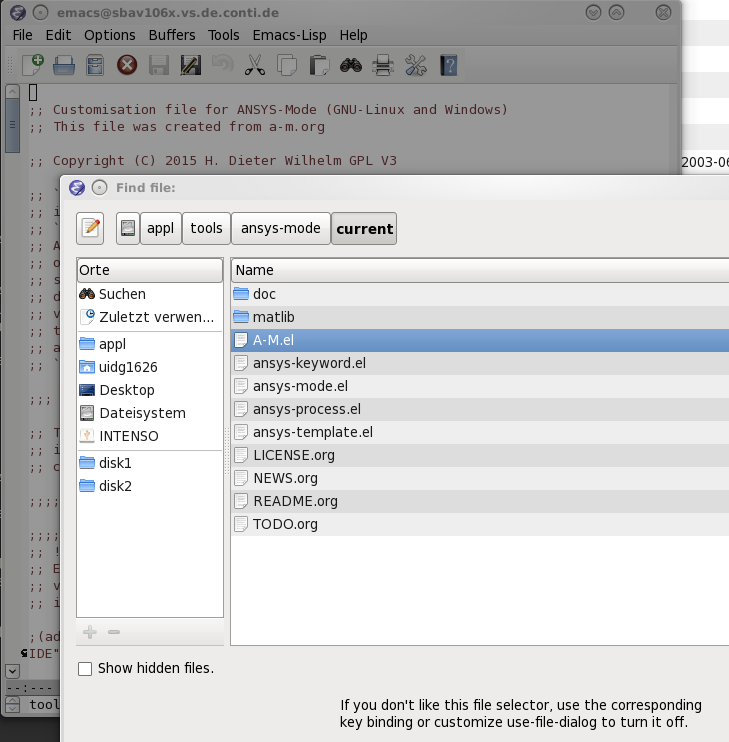 emacs@sbav106x.vs.de.conti.de
File Edit Options Buffers Tools Emacs-Lisp Help
;; Customisation file for ANSYS-Mode (GNU-Linux and Windows)
;; This file was created from a-m.org
2003-06
;; Copyright (C) 2015 H. Dieter Wilhelm GPL V3
Find file:
appl tools ansys-mode current
Orte
Suchen
Zuletzt verwen...
appl
uidg1626
Desktop
Dateisystem
INTENSO
disk1
disk2
Name
doc
matlib
A-M.el
ansys-keyword.el
ansys-mode.el
ansys-process.el
ansys-template.el
LICENSE.org
NEWS.org
README.org
TODO.org
;; `
;; i
;; `
;; A
;; o
;; s
;; d
;; v
;; t
;; a
;; `
;;;
;; T
;; i
;; c
;;;;
;;;;
;; !
;; E
;; v
;; i
;(ad
IDE"
--:---
tool
Show hidden files.
If you don't like this file selector, use the corresponding
key binding or customize use-file-dialog to turn it off.